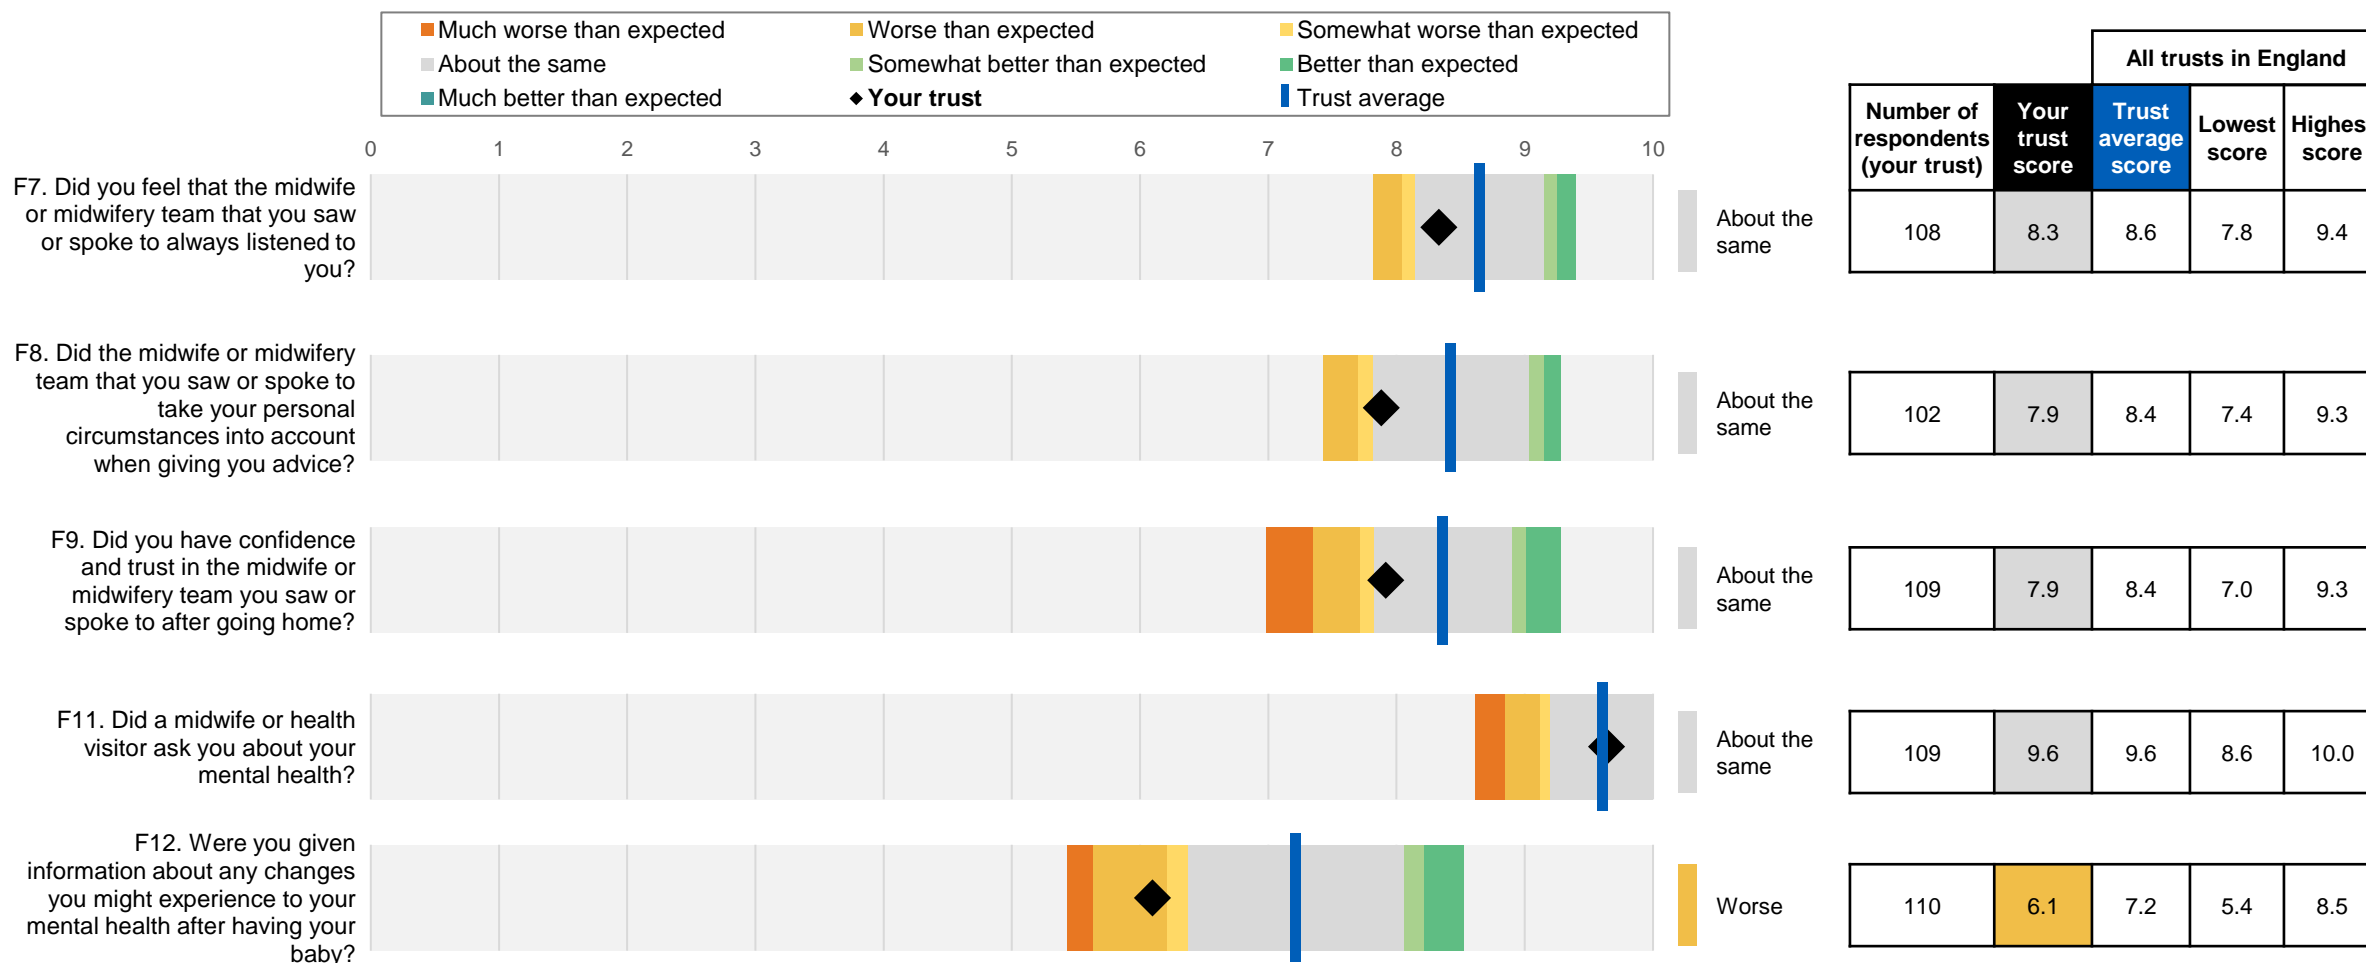 Much worse than expected
Worse than expected
Somewhat worse than expected
About the same
Somewhat better than expected
Better than expected
Much better than expected
Your trust
Trust average
All trusts in England
Number of
respondents
(your trust)
Your
trust
score
Trust
average
score
Lowest
score
Highes
score
0 1 2 3 4 5 6 7 8 9 10
F7. Did you feel that the midwife
or midwifery team that you saw
or spoke to always listened to
you?
About the
same
108 8.3 8.6 7.8 9.4
F8. Did the midwife or midwifery
team that you saw or spoke to
take your personal
circumstances into account
when giving you advice?
About the
same
102 7.9 8.4 7.4 9.3
F9. Did you have confidence
and trust in the midwife or
midwifery team you saw or
spoke to after going home?
About the
same
109 7.9 8.4 7.0 9.3
F11. Did a midwife or health
visitor ask you about your
mental health?
About the
same
109 9.6 9.6 8.6 10.0
F12. Were you given
information about any changes
you might experience to your
mental health after having your
baby?
Worse
110 6.1 7.2 5.4 8.5